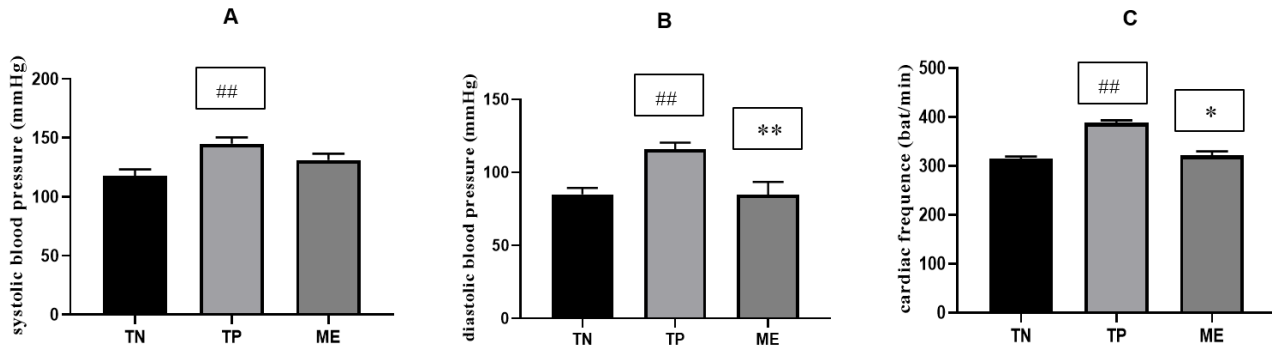 A
systolic blood pressure (mmHg)
200
150
100
50
0
##
TN TP ME
B
diastolic blood pressure (mmHg)
150
100
50
0
##
**
TN TP ME
C
cardiac frequence (bat/min)
500
400
300
200
100
0
##
*
TN TP ME